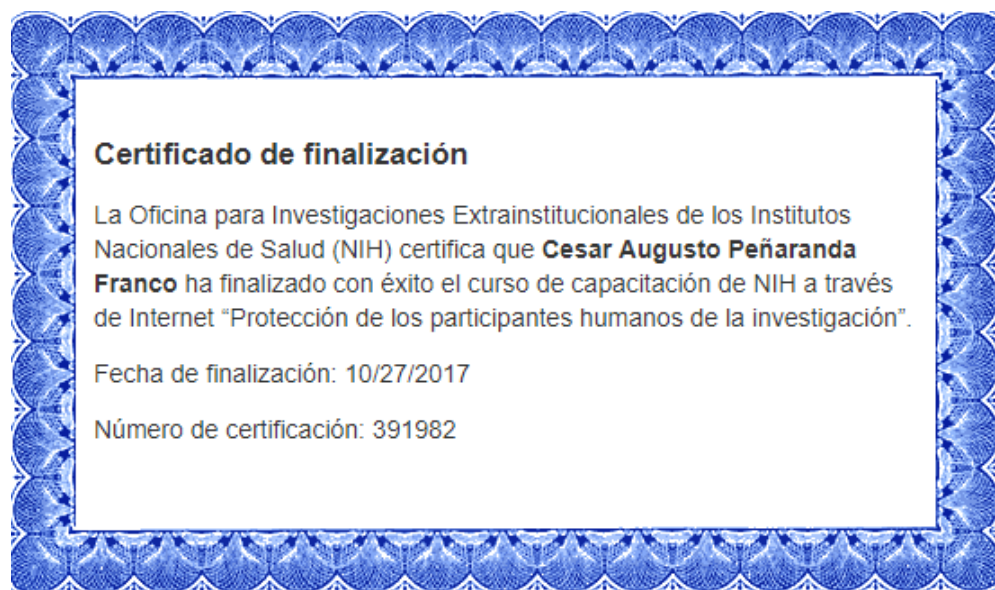 Certificado de finalización
La Oficina para Investigaciones Extrainstitucionales de los Institutos
Nacionales de Salud (NIH) certifica que Cesar Augusto Peñaranda
Franco ha finalizado con éxito el curso de capacitación de NIH a través
de Internet “Protección de los participantes humanos de la investigación”.
Fecha de finalización: 10/27/2017
Número de certificación: 391982